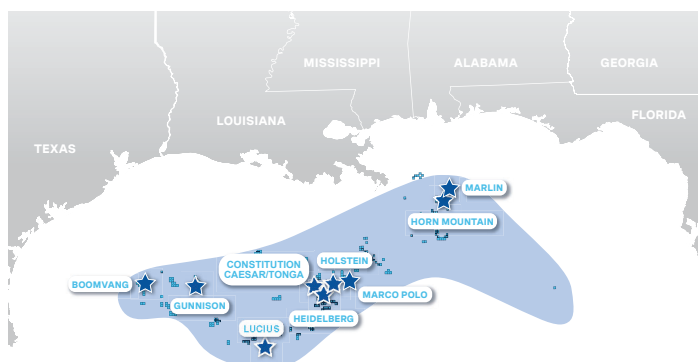 MISSISSIPPI
ALABAMA
GEORGIA
LOUISIANA
FLORIDA
TEXAS
MARLIN
HORN MOUNTAIN
CONSTITUTION
CAESAR/TONGA
HOLSTEIN
BOOMVANG
GUNNISON
MARCO POLO
HEIDELBERG
LUCIUS